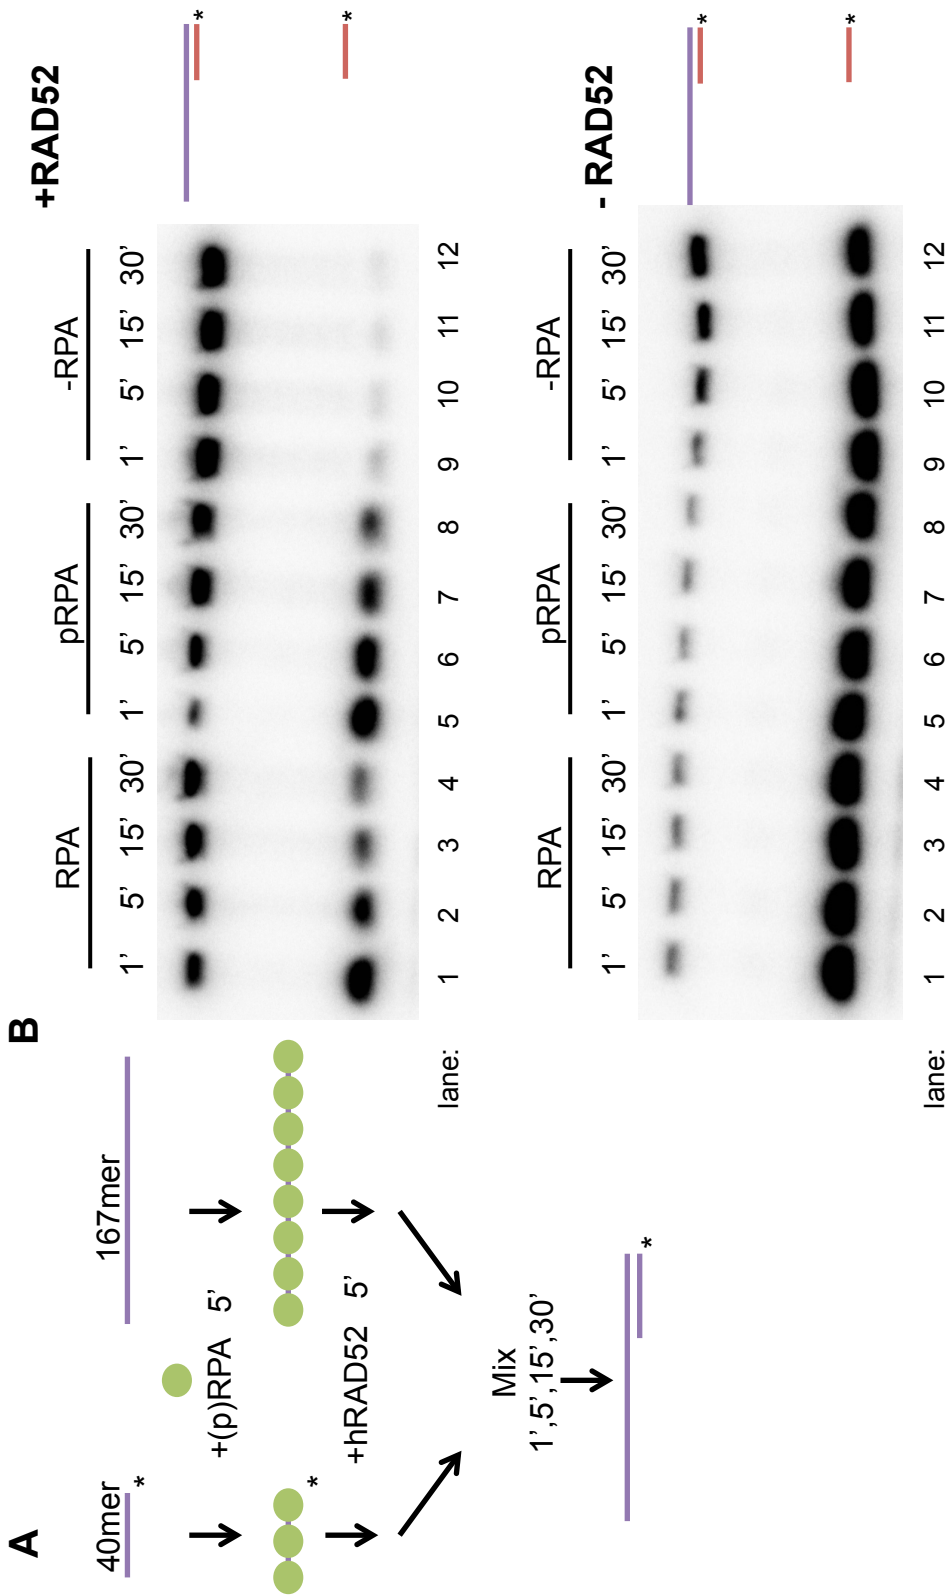 A
40mer
*
167mer
+(p)RPA 5'
*
+hRAD52 5'
Mix
1',5',15',30'
*
B
+RAD52
RPA pRPA -RPA
1' 5' 15' 30' 1' 5' 15' 30' 1' 5' 15' 30'
*
*
lane: 1 2 3 4 5 6 7 8 9 10 11 12
- RAD52
RPA pRPA -RPA
1' 5' 15' 30' 1' 5' 15' 30' 1' 5' 15' 30'
*
*
lane: 1 2 3 4 5 6 7 8 9 10 11 12